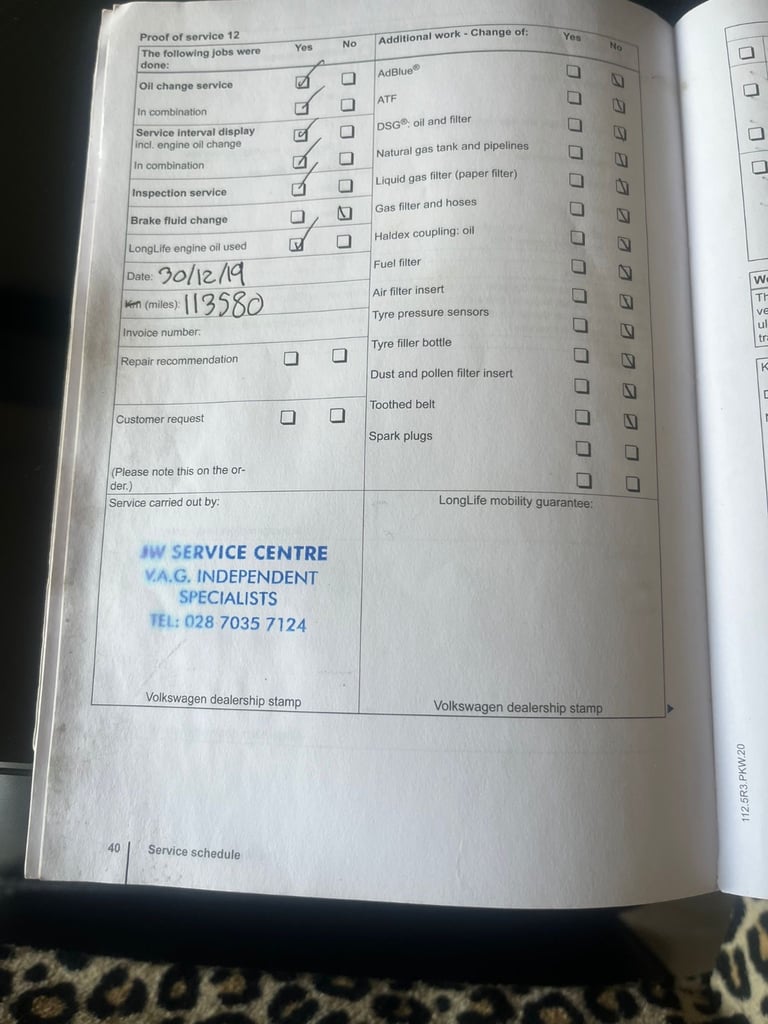 Proof of service 12
The following jobs were
done:
Yes
No
Oil change service
In combination
Service interval display
incl. engine oil change
In combination
Inspection service
Brake fluid change
LongLife engine oil used
Date: 30/12/19
Km (miles): 113580
Invoice number:
Repair recommendation
Customer request
(Please note this on the or-
der.)
Additional work - Change of:
Yes
No
AdBlue®
ATF
DSG®: oil and filter
Natural gas tank and pipelines
Liquid gas filter (paper filter)
Gas filter and hoses
Haldex coupling: oil
Fuel filter
Air filter insert
Tyre pressure sensors
Tyre filler bottle
Dust and pollen filter insert
Toothed belt
Spark plugs
Service carried out by:
JW SERVICE CENTRE
V.A.G. INDEPENDENT
SPECIALISTS
TEL: 028 7035 7124
Volkswagen dealership stamp
LongLife mobility guarantee:
Volkswagen dealership stamp
40
Service schedule
112.5R3.PKW.20